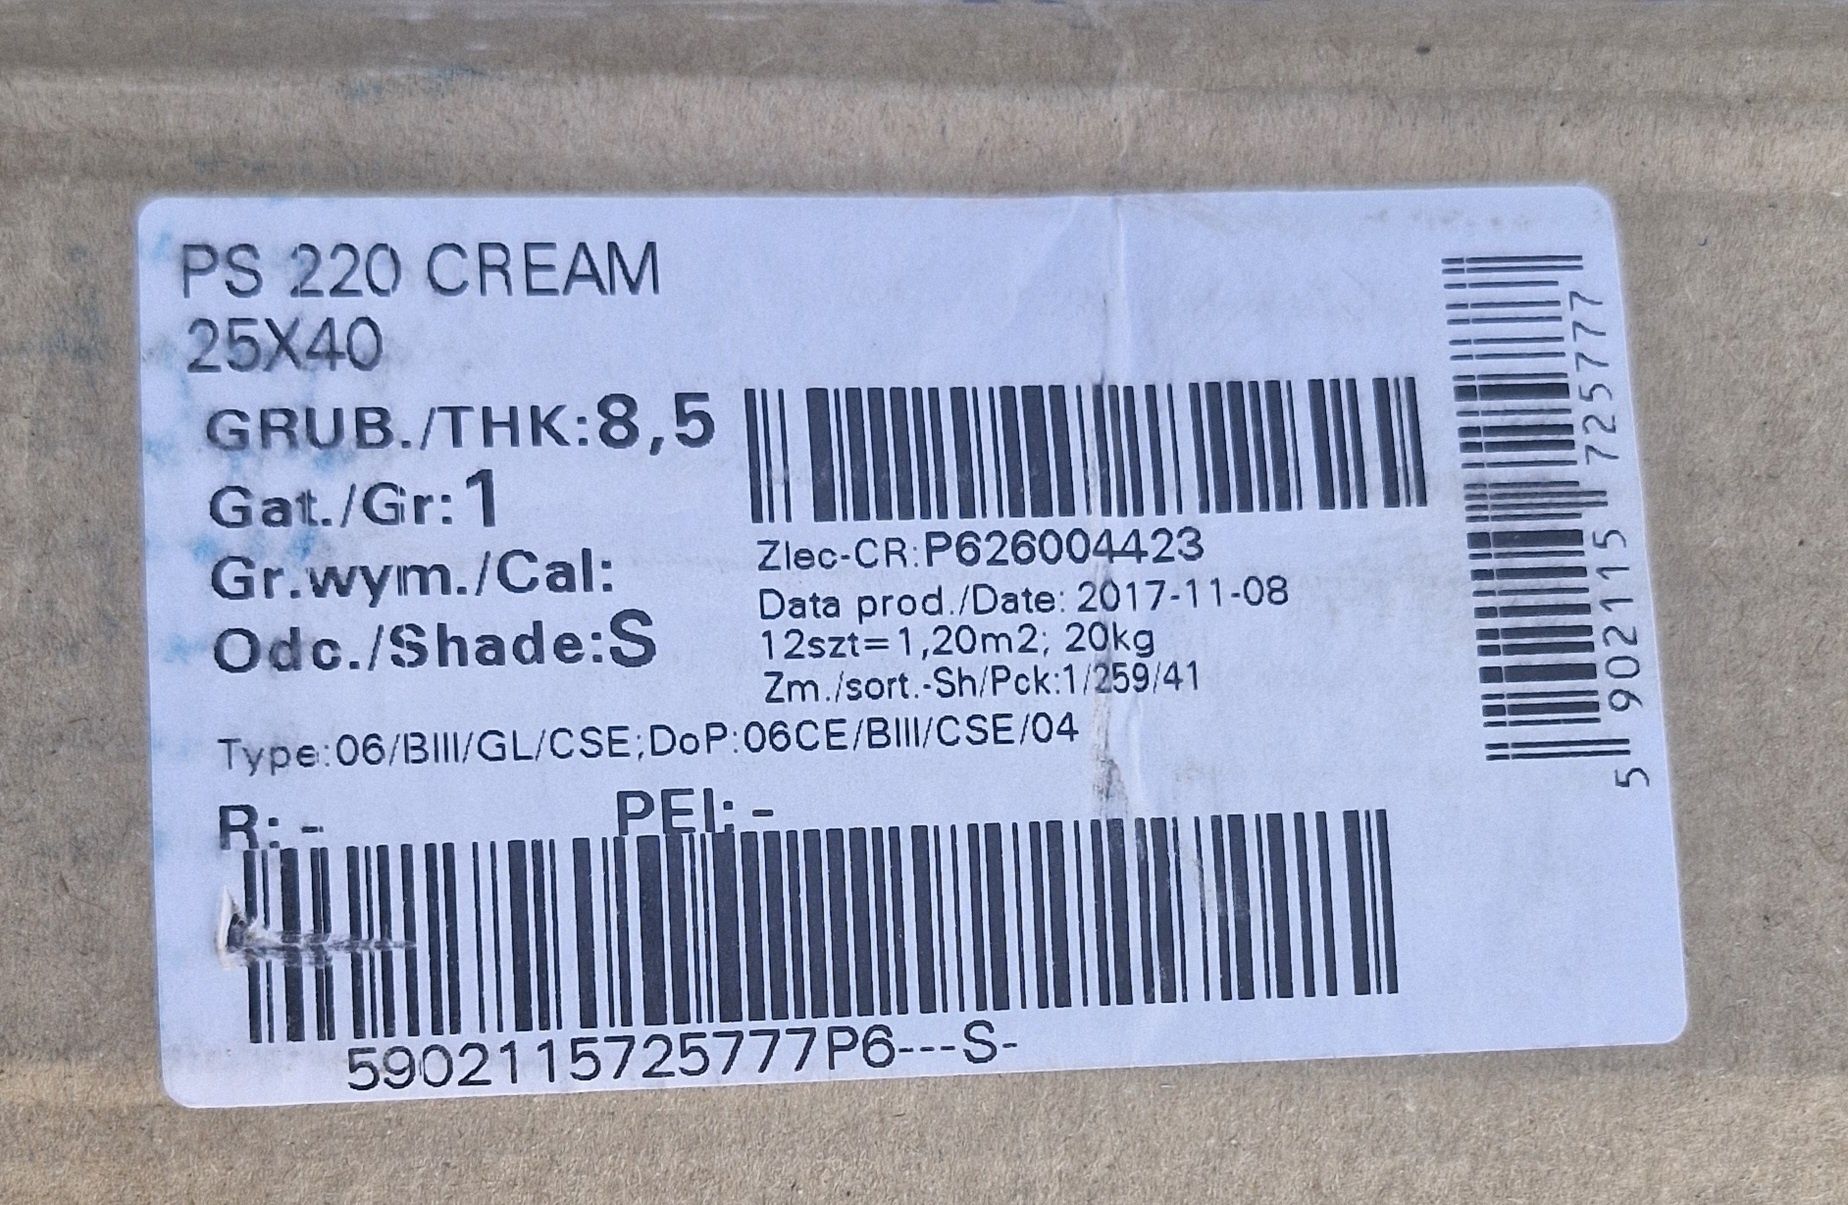 PS 220 CREAM
25X40
GRUB./THK:8,5
Gat./Gr:1
Gr.wym./Cal:
Odc./Shade:S
Zlec-CR:P626004423
Data prod./Date: 2017-11-08
12szt=1,20m2; 20kg
Zm./sort.-Sh/Pck:1/259/41
Type:06/BIII/GL/CSE;DoP:06CE/BIII/CSE/04
R: - PEI: -
5902115725777P6---S-
5 902115 725777